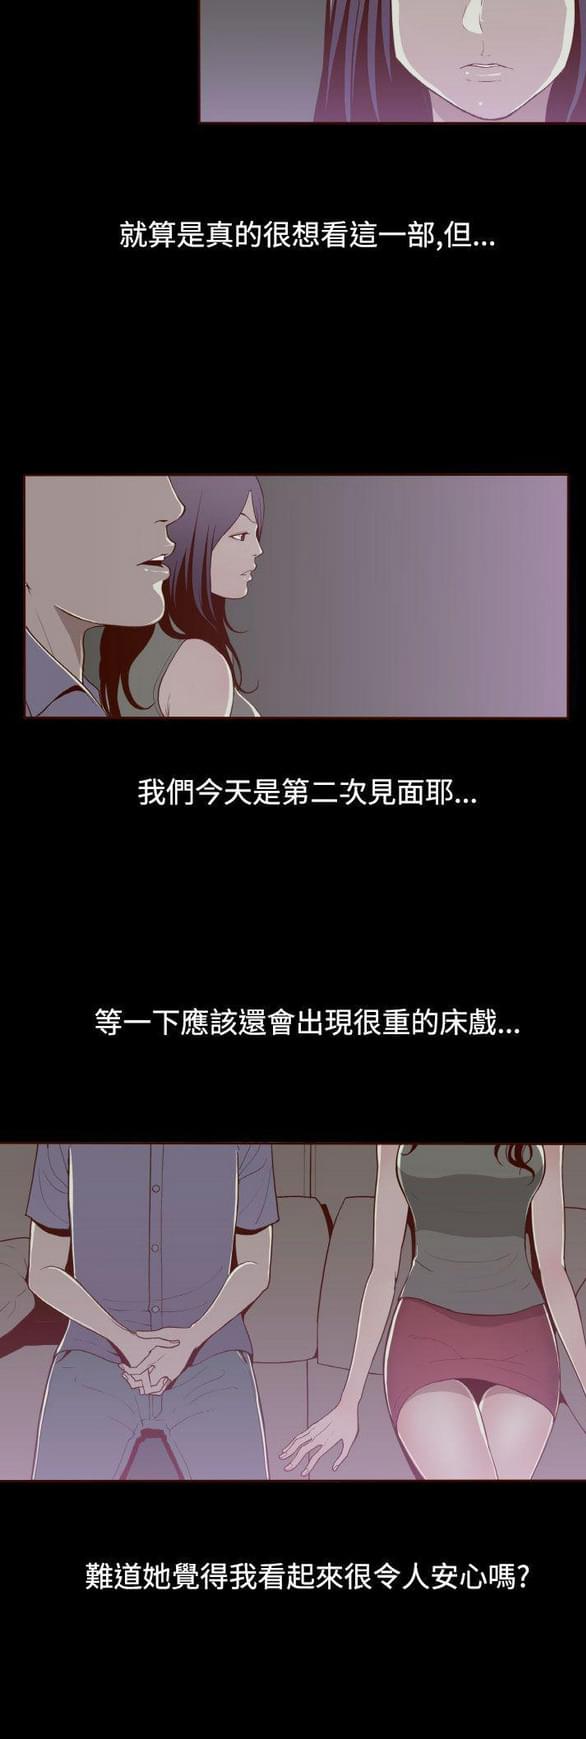 就算是真的很想看這一部,但...
我們今天是第二次見面耶...
等一下應該還會出現很重的床戲...
難道她覺得我看起來很令人安心嗎?